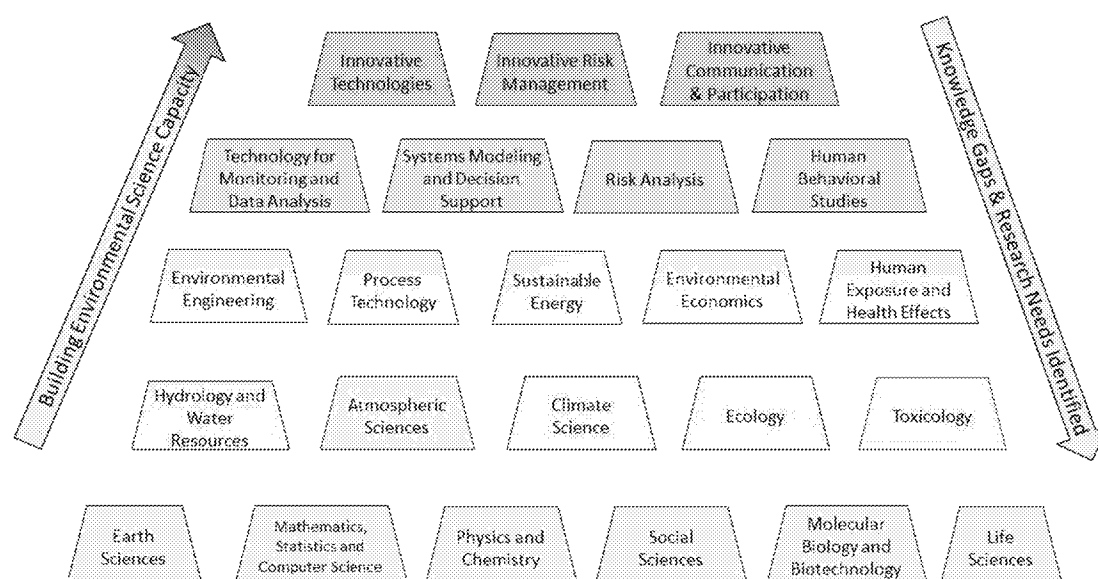 Building Environmental Science Capacity
Knowledge Gaps & Research Needs Identified
Innovative
Technologies
Innovative Risk
Management
Innovative
Communication
& Participation
Technology for
Monitoring and
Data Analysis
Systems Modeling
and Decision
Support
Risk Analysis
Human
Behavioral
Studies
Environmental
Engineering
Process
Technology
Sustainable
Energy
Environmental
Economics
Human
Exposure and
Health Effects
Hydrology and
Water
Resources
Atmospheric
Sciences
Climate
Science
Ecology
Toxicology
Earth
Sciences
Mathematics,
Statistics and
Computer Science
Physics and
Chemistry
Social
Sciences
Molecular
Biology and
Biotechnology
Life
Sciences